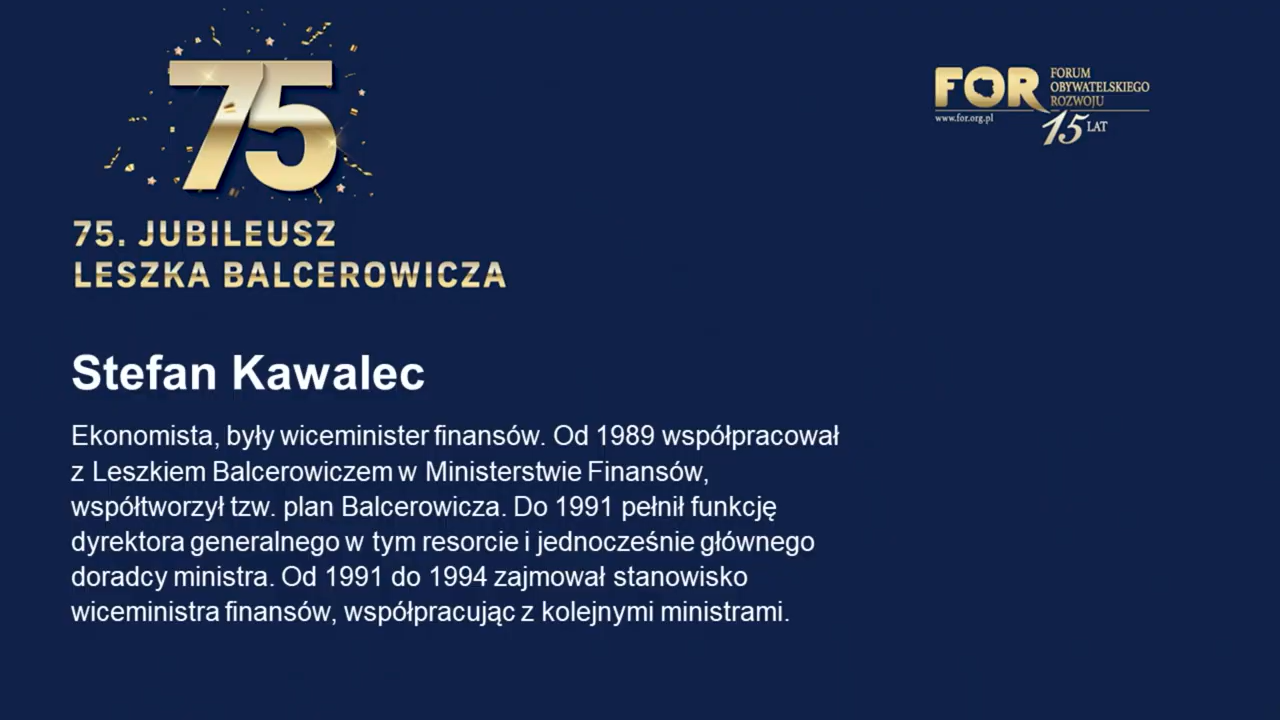 75
75. JUBILEUSZ
LESZKA BALCEROWICZA
FOR
FORUM
OBYWATELSKIEGO
ROZWOJU
www.for.org.pl
15 LAT
Stefan Kawalec
Ekonomista, były wiceminister finansów. Od 1989 współpracował
z Leszkiem Balcerowiczem w Ministerstwie Finansów,
współtworzył tzw. plan Balcerowicza. Do 1991 pełnił funkcję
dyrektora generalnego w tym resorcie i jednocześnie głównego
doradcy ministra. Od 1991 do 1994 zajmował stanowisko
wiceministra finansów, współpracując z kolejnymi ministrami.